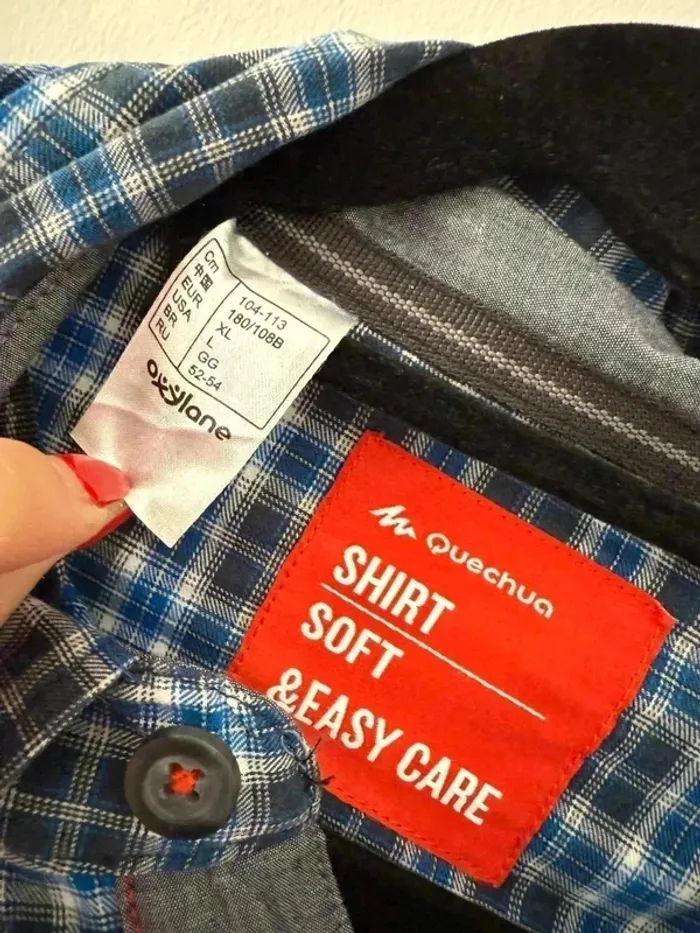 Cm 104-113
中国 180/108B
EUR XL
USA L
BR GG
RU 52-54
oxylane
Quechua
SHIRT
SOFT
&EASY CARE